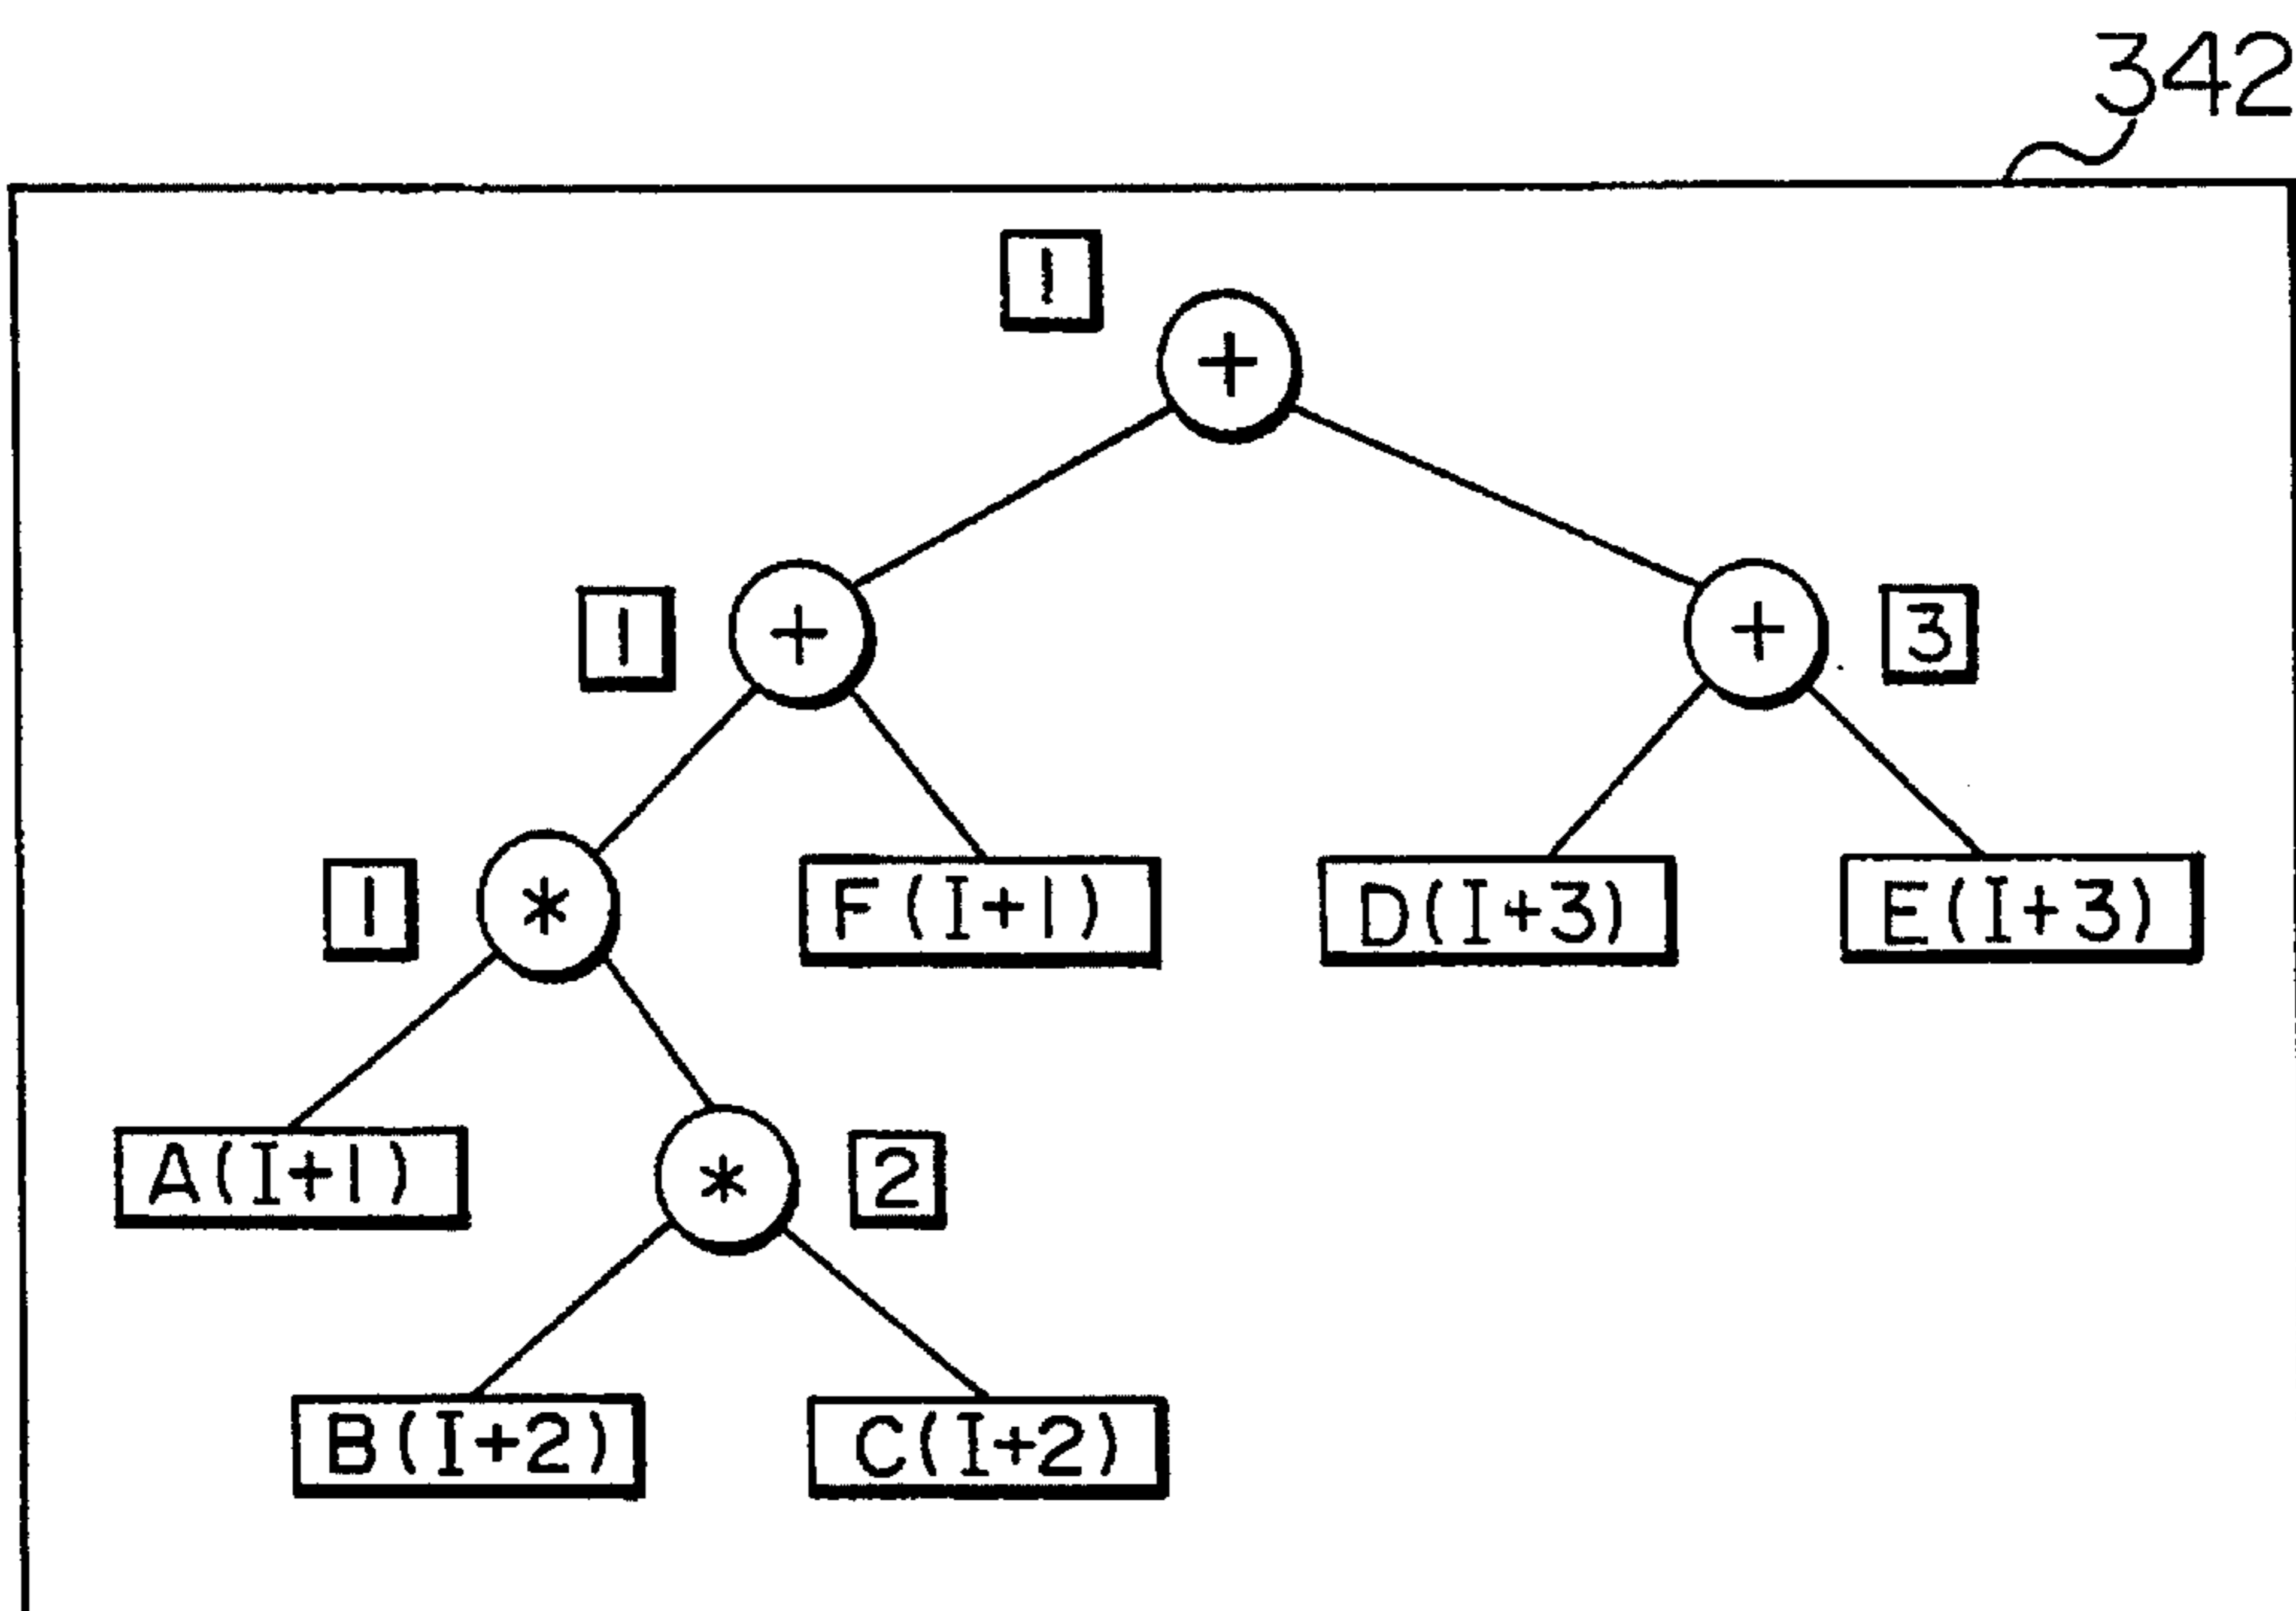 342
1
+
1 + + 3
1 * F(I+1) D(I+3) E(I+3)
A(I+1) * 2
B(I+2) C(I+2)